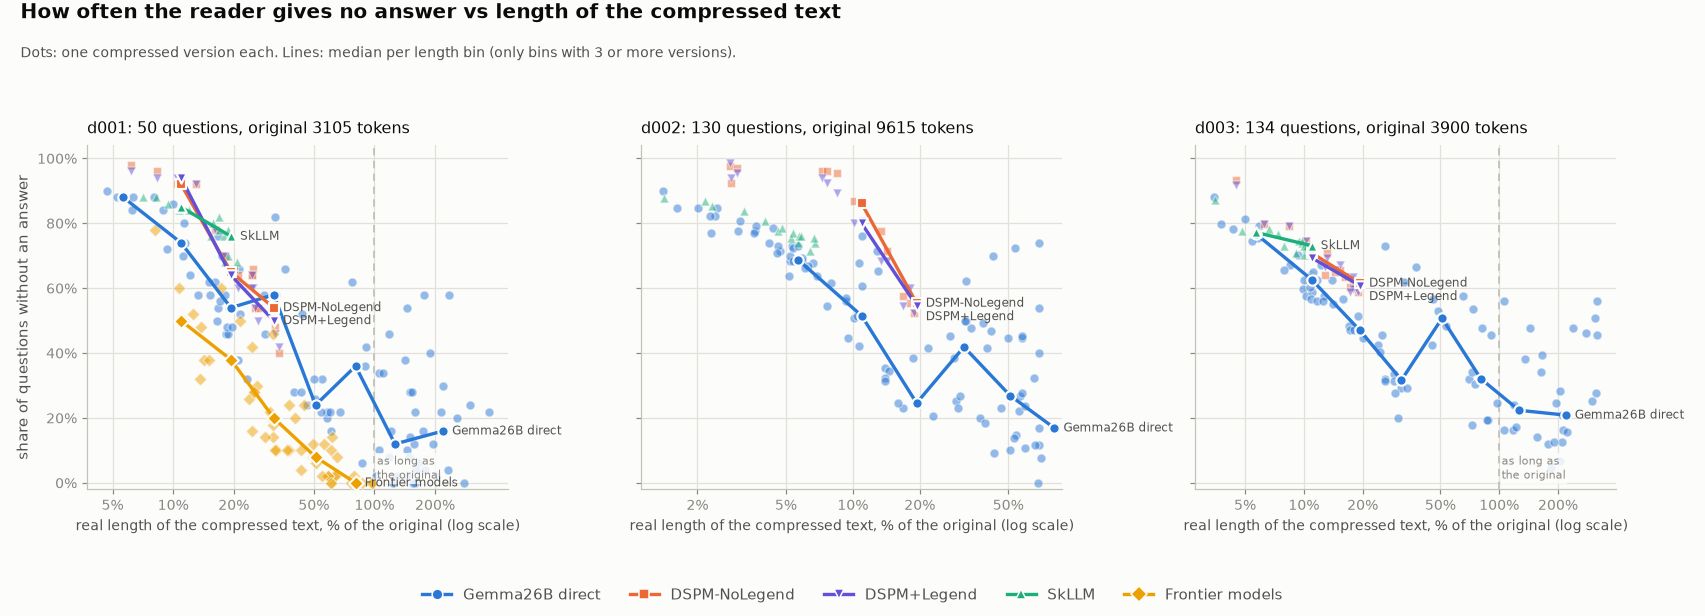 How often the reader gives no answer vs length of the compressed text
Dots: one compressed version each. Lines: median per length bin (only bins with 3 or more versions).
d001: 50 questions, original 3105 tokens
d002: 130 questions, original 9615 tokens
d003: 134 questions, original 3900 tokens
share of questions without an answer
100%
80%
60%
40%
20%
0%
SkLLM
DSPM-NoLegend
DSPM+Legend
Gemma26B direct
as long as
the original
Frontier models
5% 10% 20% 50% 100% 200%
real length of the compressed text, % of the original (log scale)
DSPM-NoLegend
DSPM+Legend
Gemma26B direct
2% 5% 10% 20% 50%
real length of the compressed text, % of the original (log scale)
SkLLM
DSPM-NoLegend
DSPM+Legend
Gemma26B direct
as long as
the original
5% 10% 20% 50% 100% 200%
real length of the compressed text, % of the original (log scale)
Gemma26B direct DSPM-NoLegend DSPM+Legend SkLLM Frontier models